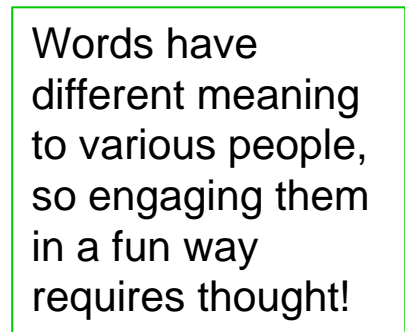 Words have
different meaning
to various people,
so engaging them
in a fun way
requires thought!